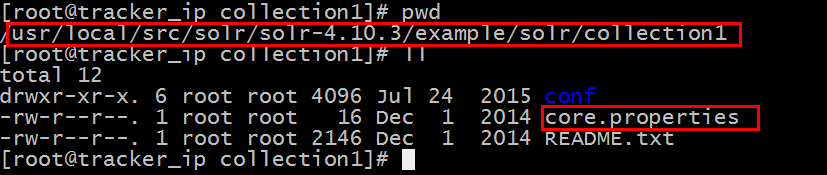 [root@tracker_ip collection1]# pwd
/usr/local/src/solr/solr-4.10.3/example/solr/collection1
[root@tracker_ip collection1]# ll
total 12
drwxr-xr-x. 6 root root 4096 Jul 24  2015 conf
-rw-r--r--. 1 root root   16 Dec  1  2014 core.properties
-rw-r--r--. 1 root root 2146 Dec  1  2014 README.txt
[root@tracker_ip collection1]#